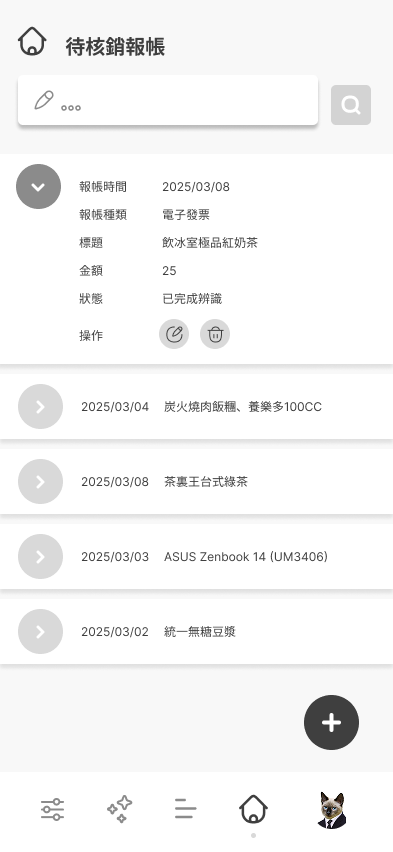 待核銷報帳
報帳時間 2025/03/08
報帳種類 電子發票
標題 飲冰室極品紅奶茶
金額 25
狀態 已完成辨識
操作
2025/03/04 炭火燒肉飯糰、養樂多100CC
2025/03/08 茶裏王台式綠茶
2025/03/03 ASUS Zenbook 14 (UM3406)
2025/03/02 統一無糖豆漿